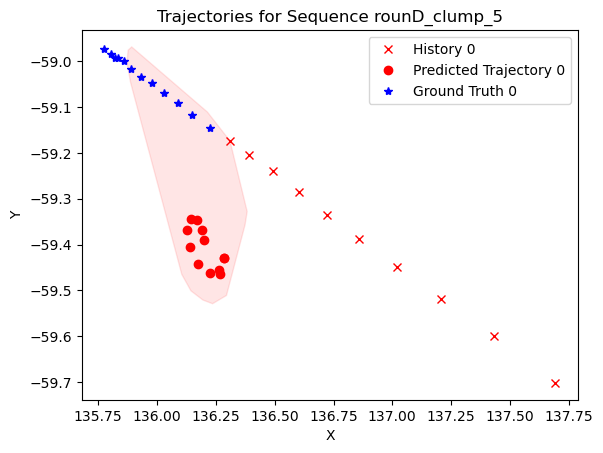 Trajectories for Sequence rounD_clump_5
History 0
Predicted Trajectory 0
Ground Truth 0
Y
−59.0
−59.1
−59.2
−59.3
−59.4
−59.5
−59.6
−59.7
135.75 136.00 136.25 136.50 136.75 137.00 137.25 137.50 137.75
X